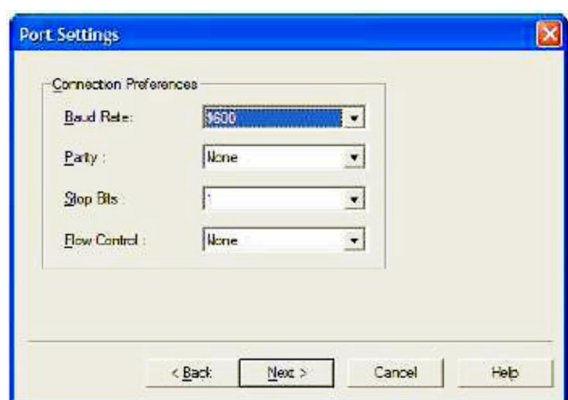 Port Settings
Connection Preferences
Baud Rate: 9600
Parity : None
Stop Bits : 1
Flow Control : None
< Back Next > Cancel Help